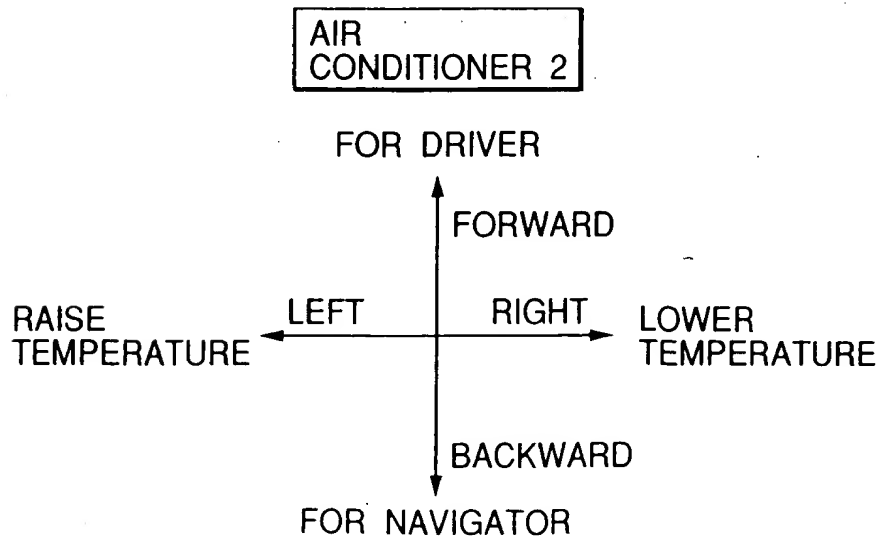 AIR
CONDITIONER 2
FOR DRIVER
FORWARD
LEFT
RIGHT
RAISE
TEMPERATURE
LOWER
TEMPERATURE
BACKWARD
FOR NAVIGATOR